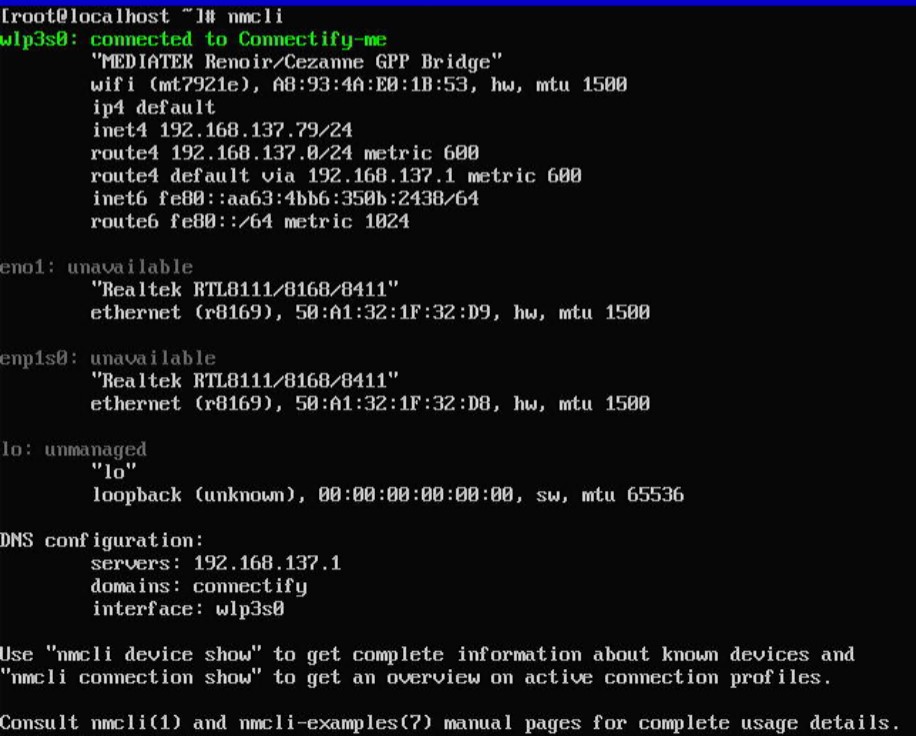 [root@localhost ~]# nmcli
wlp3s0: connected to Connectify-me
"MEDIATEK Renoir/Cezanne GPP Bridge"
wifi (mt7921e), A8:93:4A:E0:1B:53, hw, mtu 1500
ip4 default
inet4 192.168.137.79/24
route4 192.168.137.0/24 metric 600
route4 default via 192.168.137.1 metric 600
inet6 fe80::aa63:4bb6:350b:2438/64
route6 fe80::/64 metric 1024
eno1: unavailable
"Realtek RTL8111/8168/8411"
ethernet (r8169), 50:A1:32:1F:32:D9, hw, mtu 1500
enp1s0: unavailable
"Realtek RTL8111/8168/8411"
ethernet (r8169), 50:A1:32:1F:32:D8, hw, mtu 1500
lo: unmanaged
"lo"
loopback (unknown), 00:00:00:00:00:00, sw, mtu 65536
DNS configuration:
servers: 192.168.137.1
domains: connectify
interface: wlp3s0
Use "nmcli device show" to get complete information about known devices and
"nmcli connection show" to get an overview on active connection profiles.
Consult nmcli(1) and nmcli-examples(7) manual pages for complete usage details.